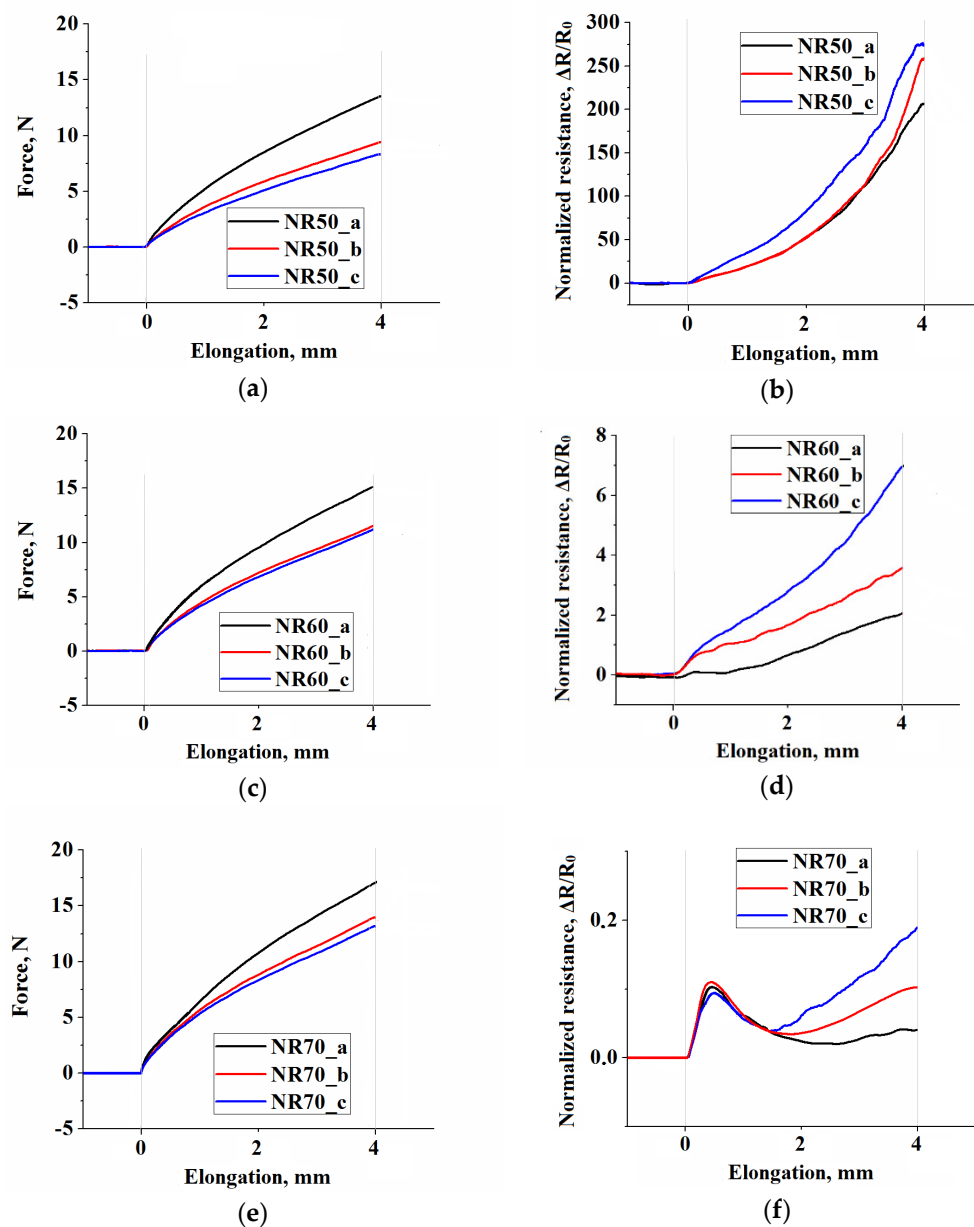 20
15
10
5
0
-5
Force, N
NR50_a
NR50_b
NR50_c
0
2
4
Elongation, mm
(a)
300
250
200
150
100
50
0
Normalized resistance, ΔR/R₀
NR50_a
NR50_b
NR50_c
0
2
4
Elongation, mm
(b)
20
15
10
5
0
-5
Force, N
NR60_a
NR60_b
NR60_c
0
2
4
Elongation, mm
(c)
8
6
4
2
0
Normalized resistance, ΔR/R₀
NR60_a
NR60_b
NR60_c
0
2
4
Elongation, mm
(d)
20
15
10
5
0
-5
Force, N
NR70_a
NR70_b
NR70_c
0
2
4
Elongation, mm
(e)
0,2
0,0
Normalized resistance, ΔR/R₀
NR70_a
NR70_b
NR70_c
0
2
4
Elongation, mm
(f)